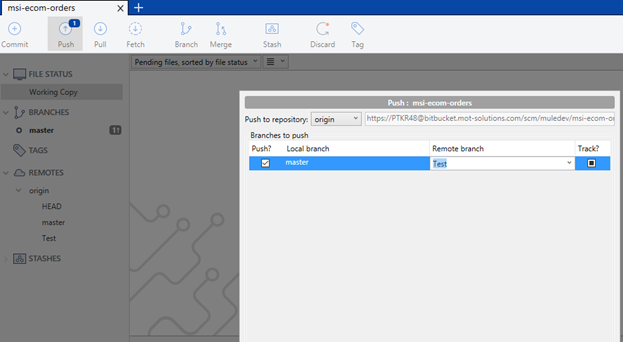 msi-ecom-orders
1
Commit
Push
Pull
Fetch
Branch
Merge
Stash
Discard
Tag
FILE STATUS
Working Copy
BRANCHES
master
TAGS
REMOTES
origin
HEAD
master
Test
STASHES
Pending files, sorted by file status
Push : msi-ecom-orders
Push to repository:
origin
https://PTKR48@bitbucket.mot-solutions.com/scm/muledev/msi-ecom-or
Branches to push
Push?
Local branch
Remote branch
Track?
master
Test